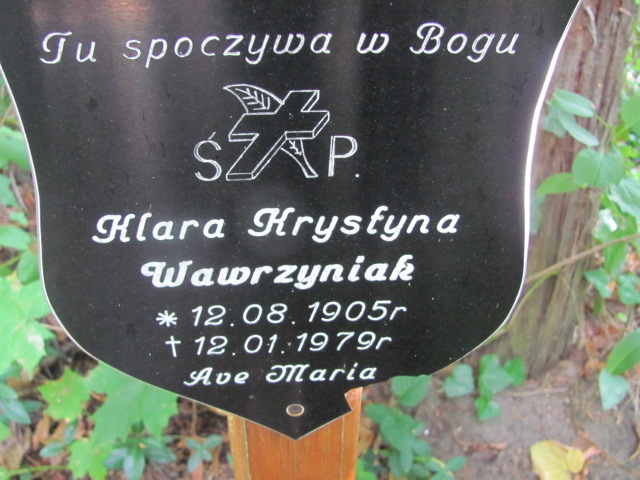 Tu spoczywa w Bogu
Ś P.
Klara Krystyna
Wawrzyniak
* 12.08.1905r
† 12.01.1979r
Ave Maria